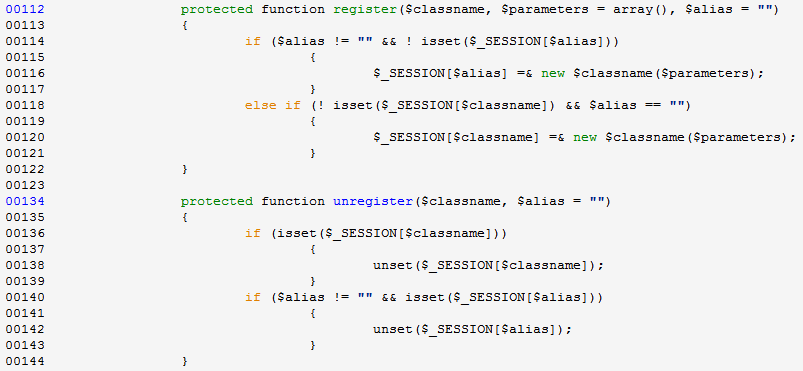 00112 protected function register($classname, $parameters = array(), $alias = "")
00113 {
00114 if ($alias != "" && ! isset($_SESSION[$alias]))
00115 {
00116 $_SESSION[$alias] =& new $classname($parameters);
00117 }
00118 else if (! isset($_SESSION[$classname]) && $alias == "")
00119 {
00120 $_SESSION[$classname] =& new $classname($parameters);
00121 }
00122 }
00123
00134 protected function unregister($classname, $alias = "")
00135 {
00136 if (isset($_SESSION[$classname]))
00137 {
00138 unset($_SESSION[$classname]);
00139 }
00140 if ($alias != "" && isset($_SESSION[$alias]))
00141 {
00142 unset($_SESSION[$alias]);
00143 }
00144 }